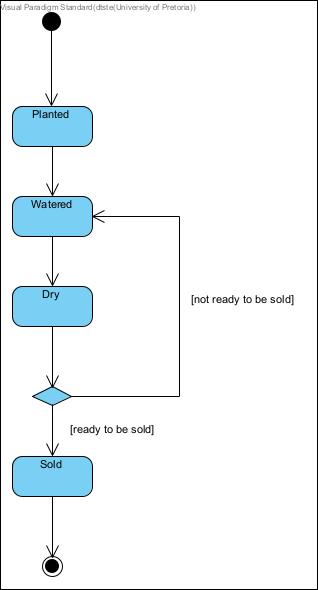 Visual Paradigm Standard(dtste(University of Pretoria))
Planted
Watered
Dry
[not ready to be sold]
[ready to be sold]
Sold